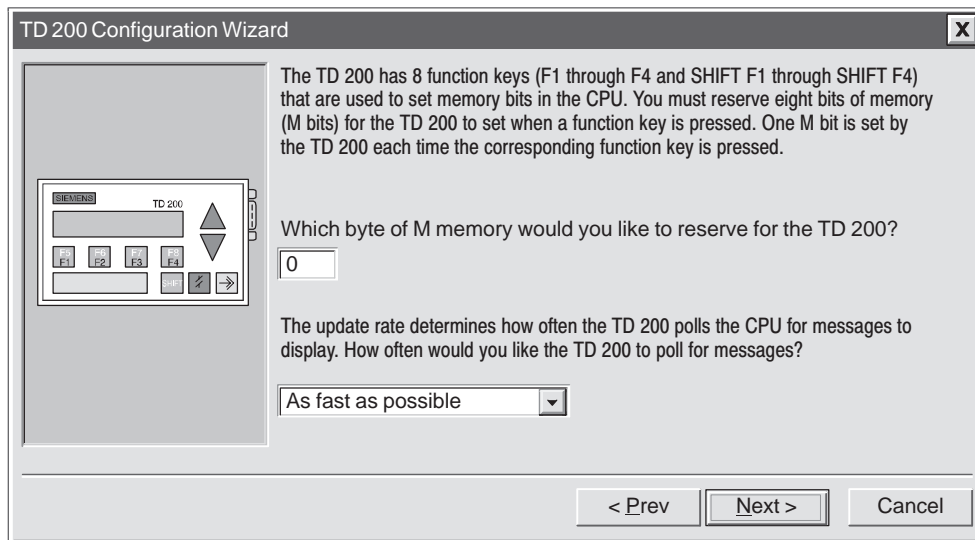 TD 200 Configuration Wizard
X
The TD 200 has 8 function keys (F1 through F4 and SHIFT F1 through SHIFT F4)
that are used to set memory bits in the CPU. You must reserve eight bits of memory
(M bits) for the TD 200 to set when a function key is pressed. One M bit is set by
the TD 200 each time the corresponding function key is pressed.
SIEMENS
TD 200
F5 F6 F7 F8
F1 F2 F3 F4
SHIFT
Which byte of M memory would you like to reserve for the TD 200?
0
The update rate determines how often the TD 200 polls the CPU for messages to
display. How often would you like the TD 200 to poll for messages?
As fast as possible
< Prev Next > Cancel